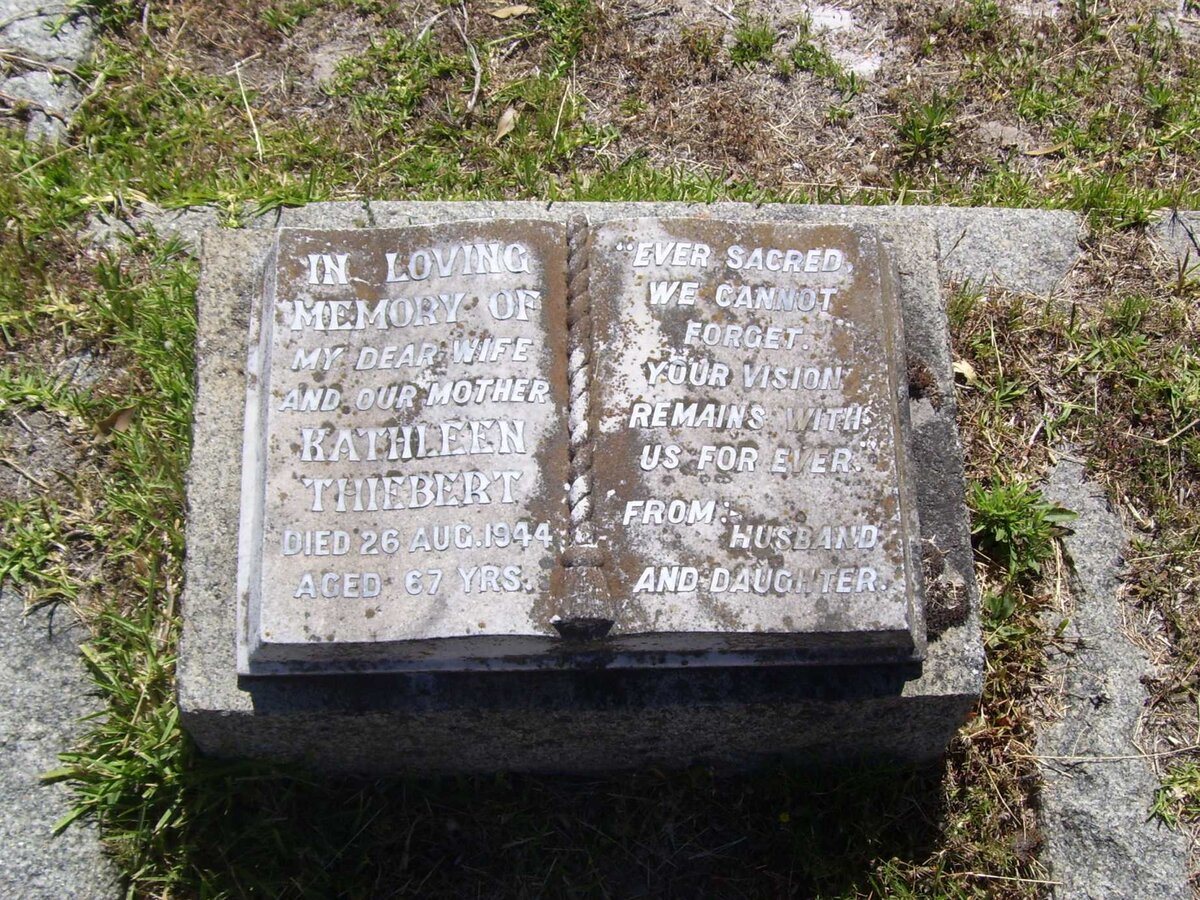 IN LOVING
MEMORY OF
MY DEAR WIFE
AND OUR MOTHER
KATHLEEN
THIEBERT
DIED 26 AUG. 1944
AGED 67 YRS.
"EVER SACRED,
WE CANNOT
FORGET.
YOUR VISION
REMAINS WITH
US FOR EVER."
FROM:-
HUSBAND
AND DAUGHTER.